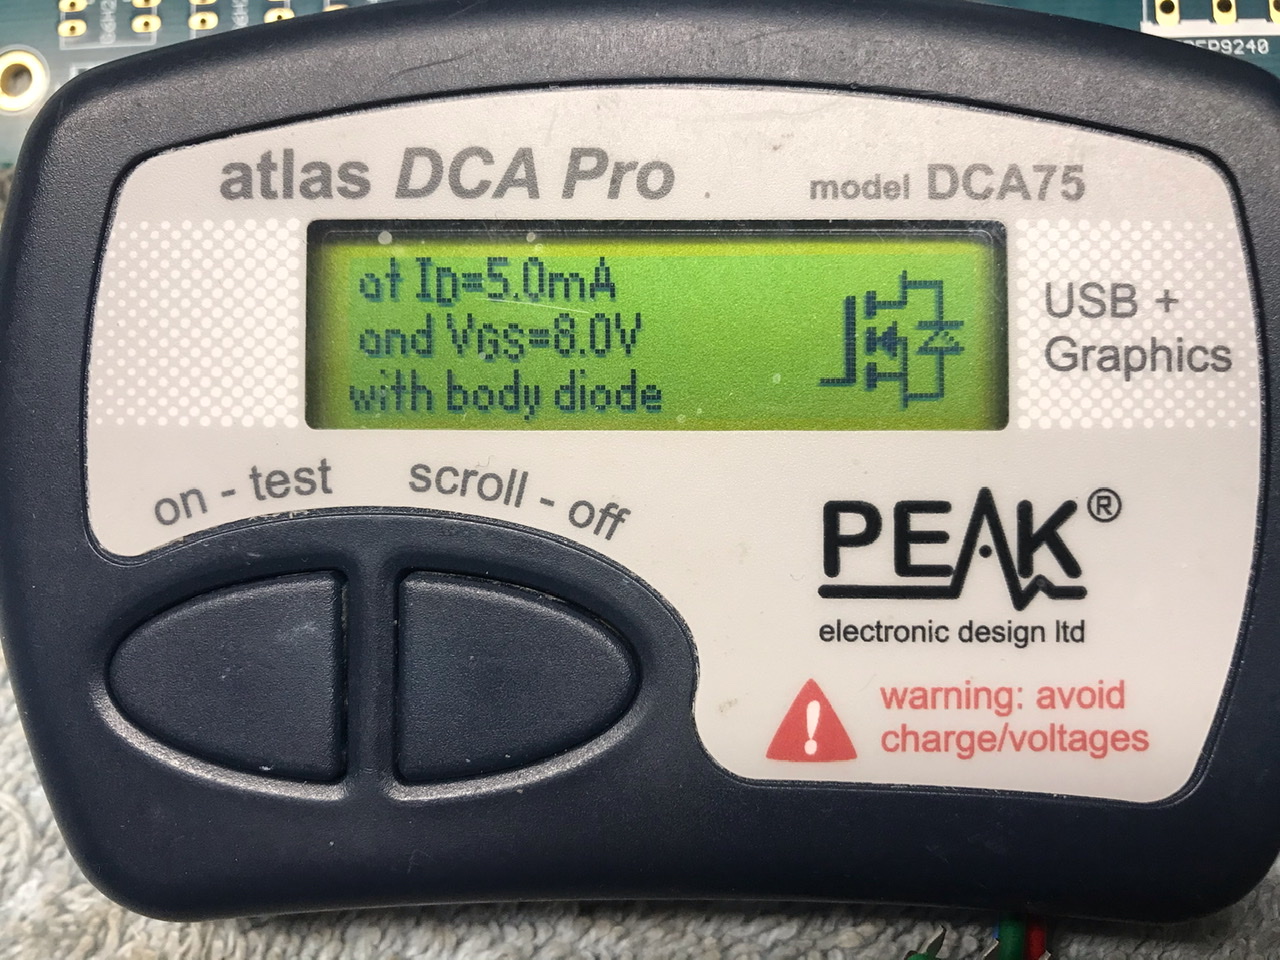 atlas DCA Pro
model DCA75
at ID=5.0mA
and VGS=8.0V
with body diode
USB +
Graphics
on - test
scroll - off
PEAK®
electronic design ltd
warning: avoid
charge/voltages